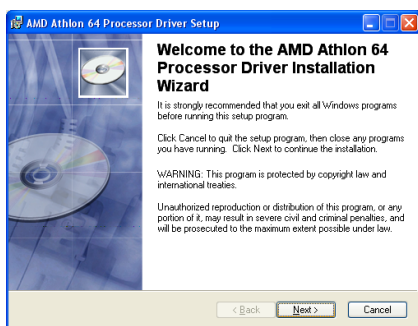 AMD Athlon 64 Processor Driver Setup
Welcome to the AMD Athlon 64
Processor Driver Installation
Wizard
It is strongly recommended that you exit all Windows programs
before running this setup program.
Click Cancel to quit the setup program, then close any programs
you have running. Click Next to continue the installation.
WARNING: This program is protected by copyright law and
international treaties.
Unauthorized reproduction or distribution of this program, or any
portion of it, may result in severe civil and criminal penalties, and
will be prosecuted to the maximum extent possible under law.
< Back
Next >
Cancel